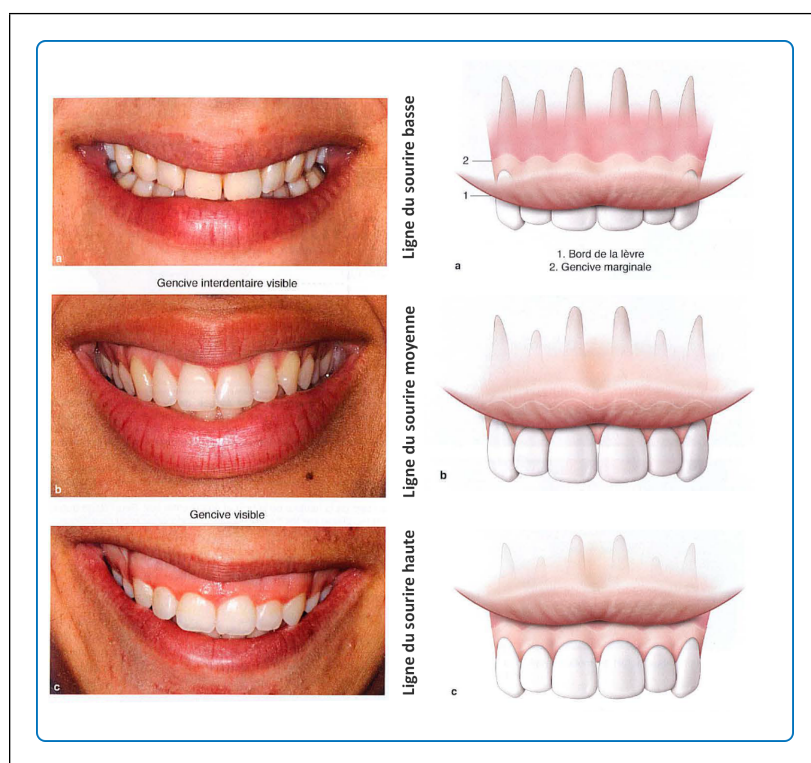 Ligne du sourire basse
a
2
1
1. Bord de la lèvre
2. Gencive marginale
a
Gencive interdentaire visible
Ligne du sourire moyenne
b
b
Gencive visible
Ligne du sourire haute
c
c